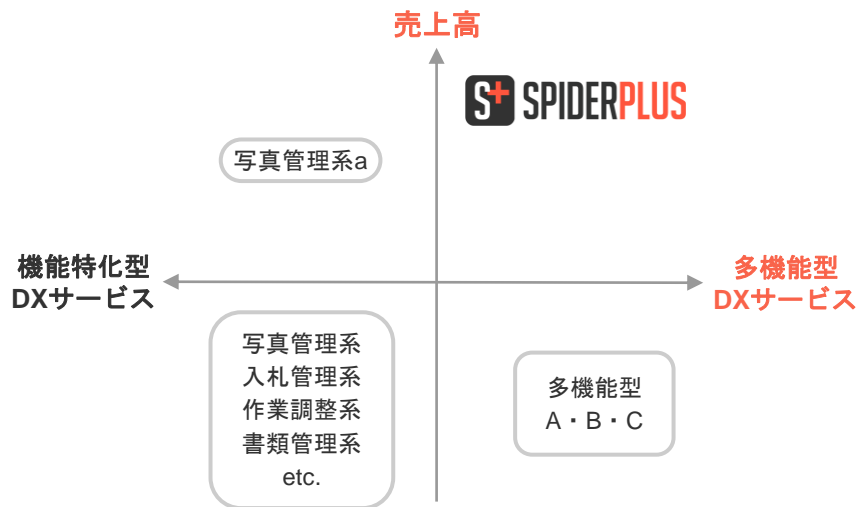 売上高
S+ SPIDERPLUS
写真管理系a
機能特化型
DXサービス
多機能型
DXサービス
写真管理系
入札管理系
作業調整系
書類管理系
etc.
多機能型
A・B・C